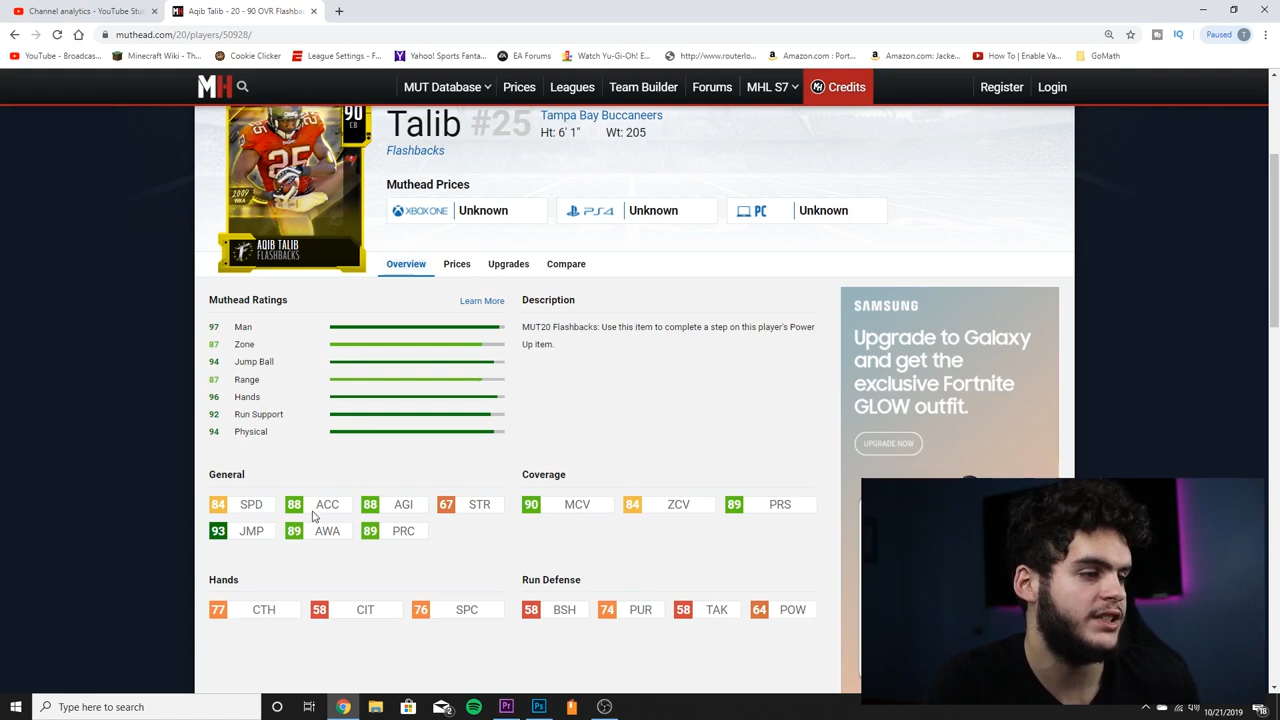 Channel analytics - YouTube Stu
Aqib Talib - 20 - 90 OVR Flashba
muthead.com/20/players/50928/
Paused
T
YouTube - Broadcas...
Minecraft Wiki - Th...
Cookie Clicker
League Settings - F...
Yahoo! Sports Fanta...
EA Forums
Watch Yu-Gi-Oh! E...
http://www.routerlo...
Amazon.com : Port...
Amazon.com: Jacke...
How To | Enable Va...
GoMath
MH
MUT Database
Prices
Leagues
Team Builder
Forums
MHL S7
Credits
Register
Login
90
CB
25
2009
AQIB TALIB
FLASHBACKS
Talib #25
Tampa Bay Buccaneers
Ht: 6' 1" Wt: 205
Flashbacks
Muthead Prices
XBOX ONE Unknown
PS4 Unknown
PC Unknown
Overview
Prices
Upgrades
Compare
Muthead Ratings
Learn More
97 Man
87 Zone
94 Jump Ball
87 Range
96 Hands
92 Run Support
94 Physical
Description
MUT20 Flashbacks: Use this item to complete a step on this player's Power
Up item.
General
84 SPD 88 ACC 88 AGI 67 STR
93 JMP 89 AWA 89 PRC
Coverage
90 MCV 84 ZCV 89 PRS
Hands
77 CTH 58 CIT 76 SPC
Run Defense
58 BSH 74 PUR 58 TAK 64 POW
SAMSUNG
Upgrade to Galaxy
and get the
exclusive Fortnite
GLOW outfit.
UPGRADE NOW
Type here to search
2
Pr
Ps
10/21/2019
18